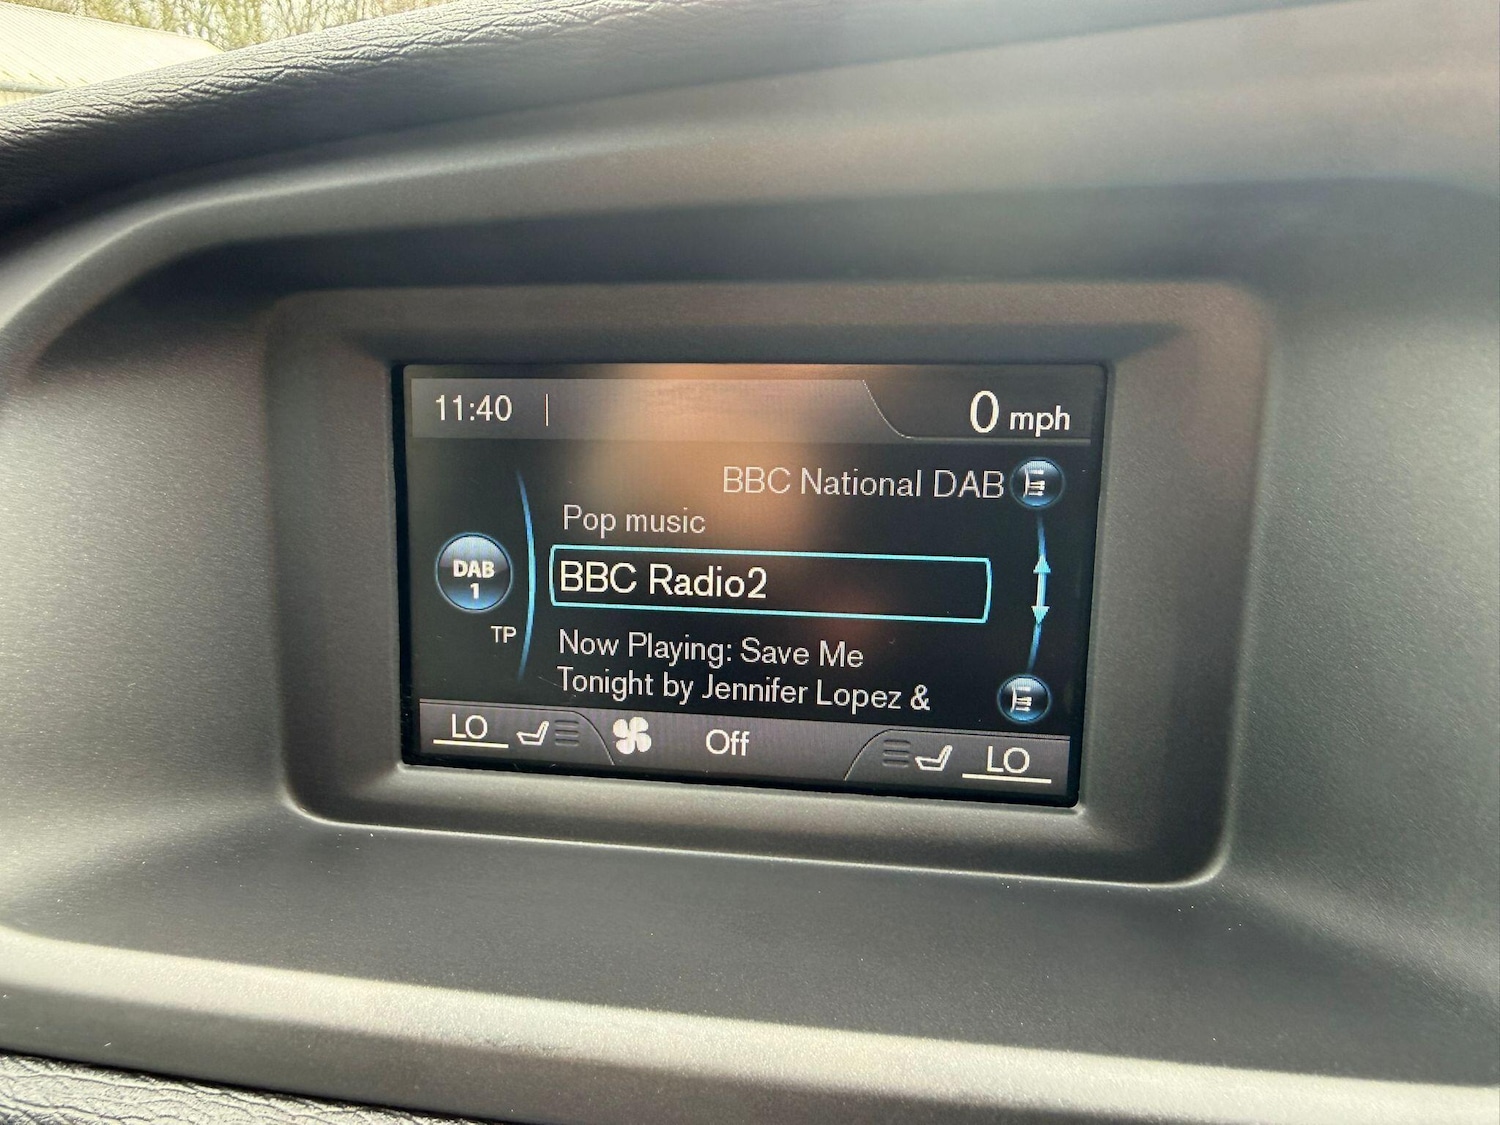 11:40
0 mph
BBC National DAB
Pop music
DAB
1
BBC Radio2
TP
Now Playing: Save Me
Tonight by Jennifer Lopez &
LO
Off
LO